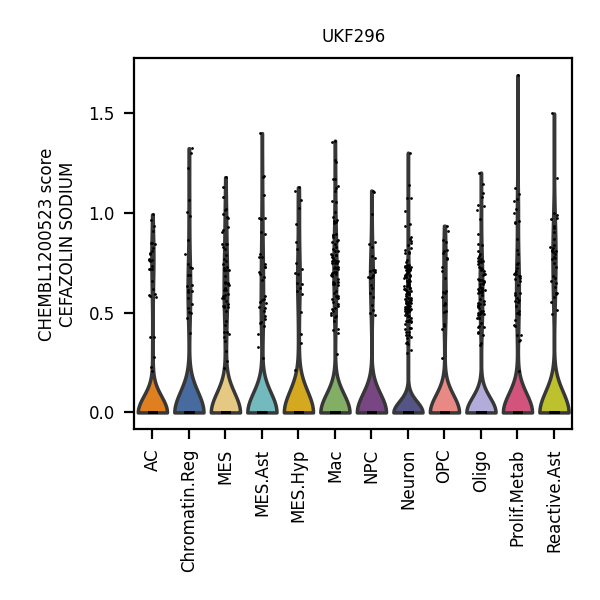 UKF296
CHEMBL1200523 score
CEFAZOLIN SODIUM
1.5
1.0
0.5
0.0
AC
Chromatin.Reg
MES
MES.Ast
MES.Hyp
Mac
NPC
Neuron
OPC
Oligo
Prolif.Metab
Reactive.Ast